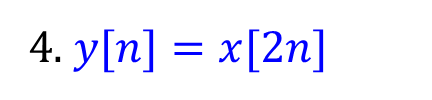 4. y[n] = x[2n]